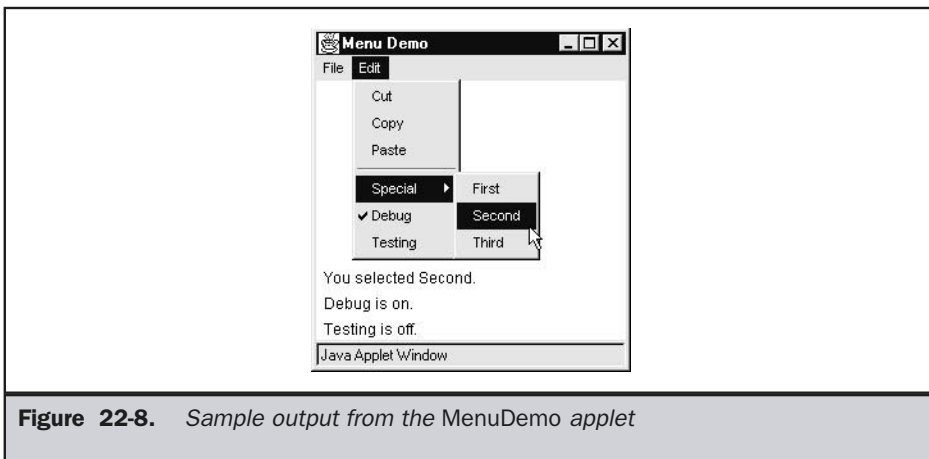 Menu Demo
File Edit
Cut
Copy
Paste
Special First
Debug Second
Testing Third
You selected Second.
Debug is on.
Testing is off.
Java Applet Window
Figure 22-8. Sample output from the MenuDemo applet